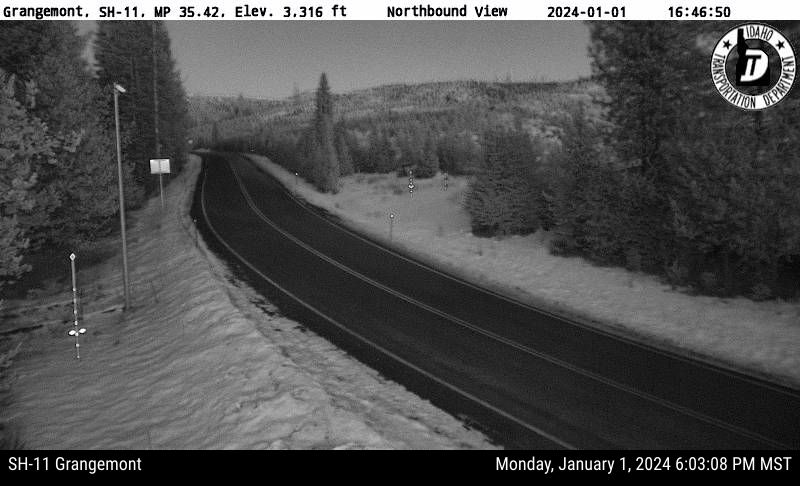 Grangemont, SH-11, MP 35.42, Elev. 3,316 ft Northbound View 2024-01-01 16:46:50
IDAHO
TRANSPORTATION DEPARTMENT
SH-11 Grangemont Monday, January 1, 2024 6:03:08 PM MST